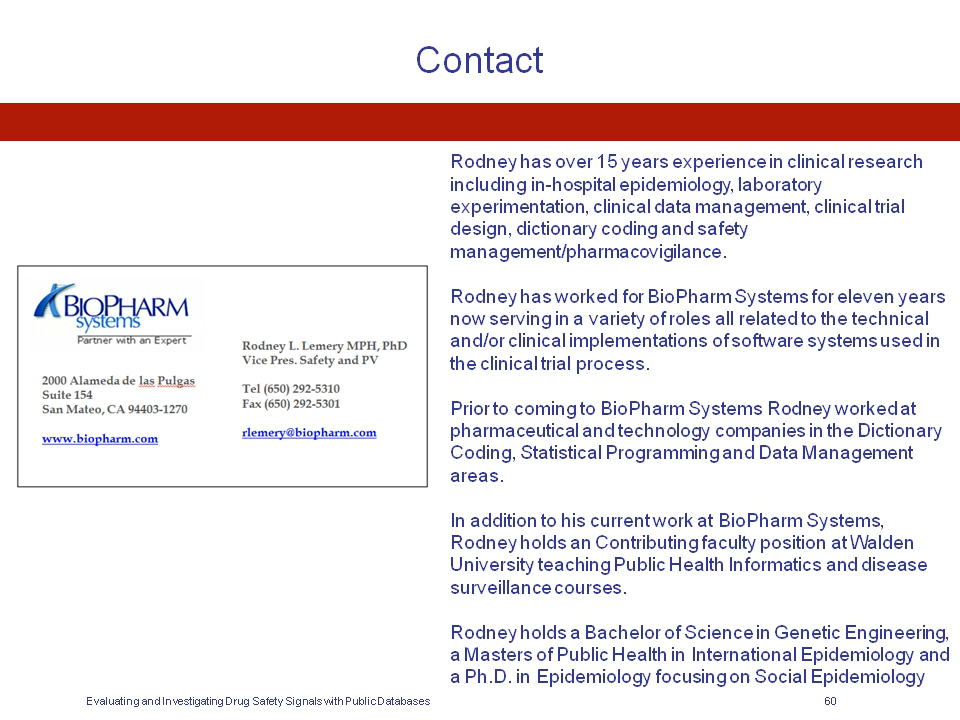 Contact
BIOPHARM
systems
Partner with an Expert
2000 Alameda de las Pulgas
Suite 154
San Mateo, CA 94403-1270
www.biopharm.com
Rodney L. Lemery MPH, PhD
Vice Pres. Safety and PV
Tel (650) 292-5310
Fax (650) 292-5301
rlemery@biopharm.com
Rodney has over 15 years experience in clinical research
including in-hospital epidemiology, laboratory
experimentation, clinical data management, clinical trial
design, dictionary coding and safety
management/pharmacovigilance.
Rodney has worked for BioPharm Systems for eleven years
now serving in a variety of roles all related to the technical
and/or clinical implementations of software systems used in
the clinical trial process.
Prior to coming to BioPharm Systems Rodney worked at
pharmaceutical and technology companies in the Dictionary
Coding, Statistical Programming and Data Management
areas.
In addition to his current work at BioPharm Systems,
Rodney holds an Contributing faculty position at Walden
University teaching Public Health Informatics and disease
surveillance courses.
Rodney holds a Bachelor of Science in Genetic Engineering,
a Masters of Public Health in International Epidemiology and
a Ph.D. in Epidemiology focusing on Social Epidemiology
Evaluating and Investigating Drug Safety Signals with Public Databases
60